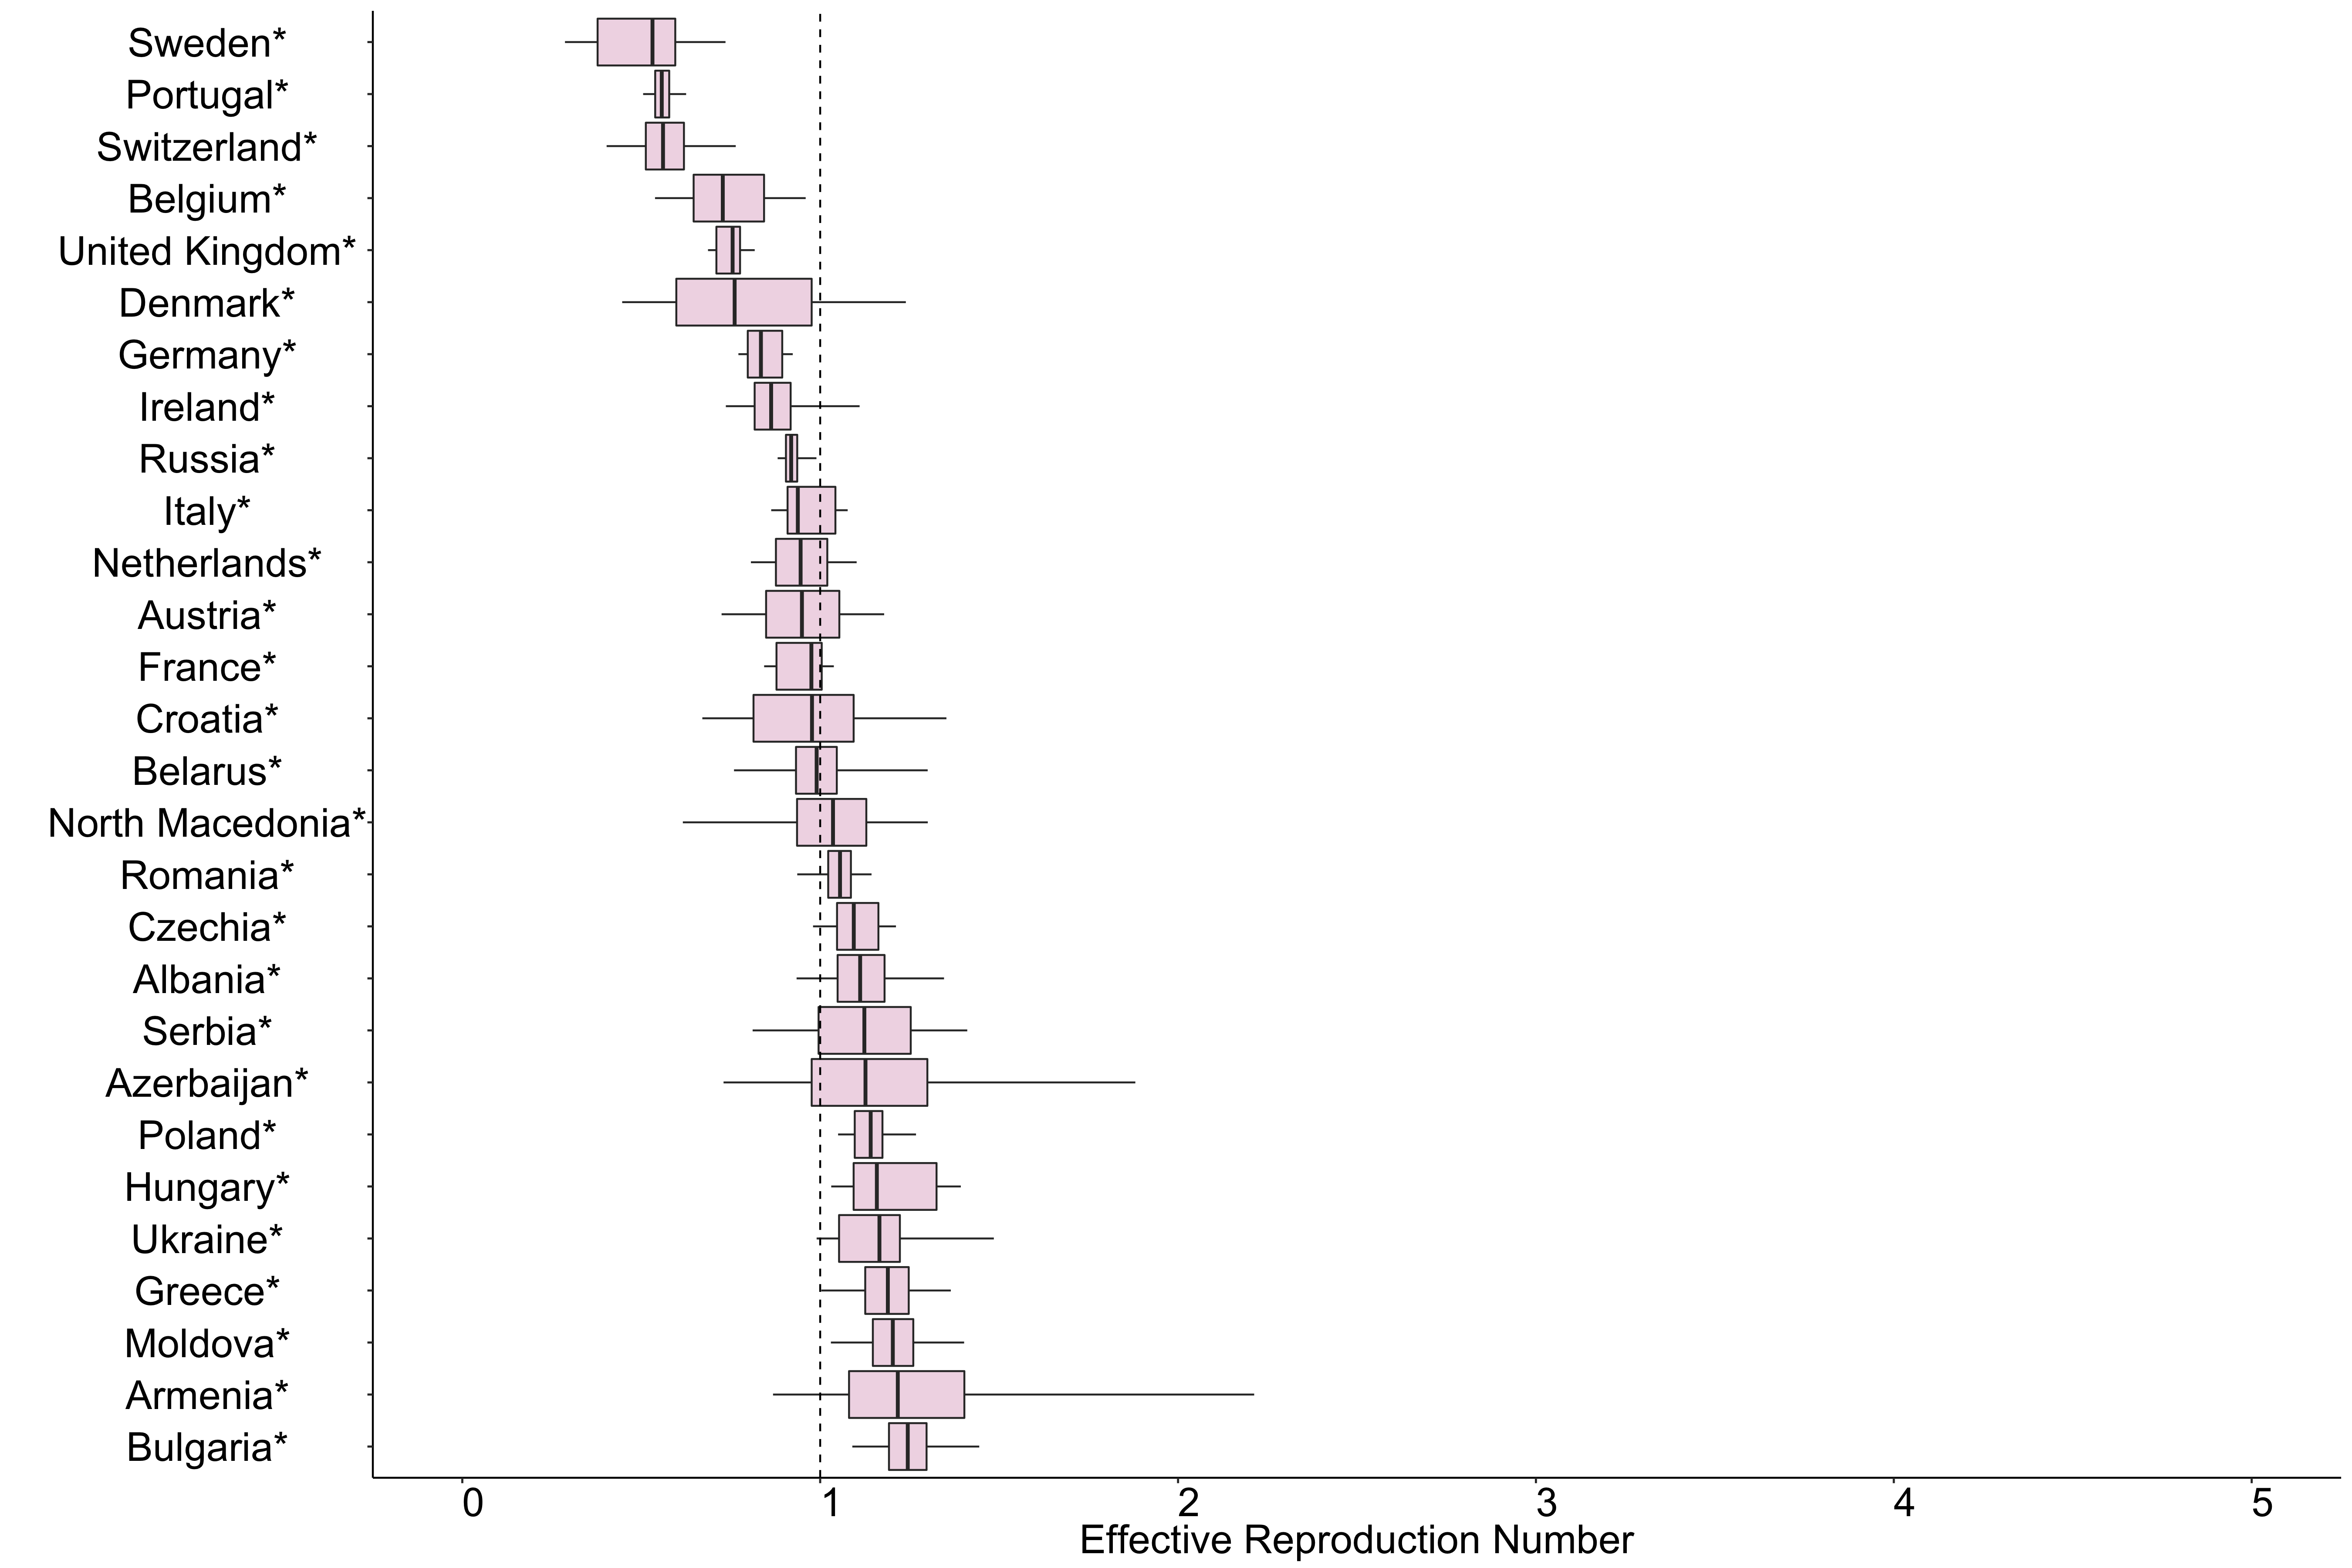 Sweden*
Portugal*
Switzerland*
Belgium*
United Kingdom*
Denmark*
Germany*
Ireland*
Russia*
Italy*
Netherlands*
Austria*
France*
Croatia*
Belarus*
North Macedonia*
Romania*
Czechia*
Albania*
Serbia*
Azerbaijan*
Poland*
Hungary*
Ukraine*
Greece*
Moldova*
Armenia*
Bulgaria*
0 1 2 3 4 5
Effective Reproduction Number